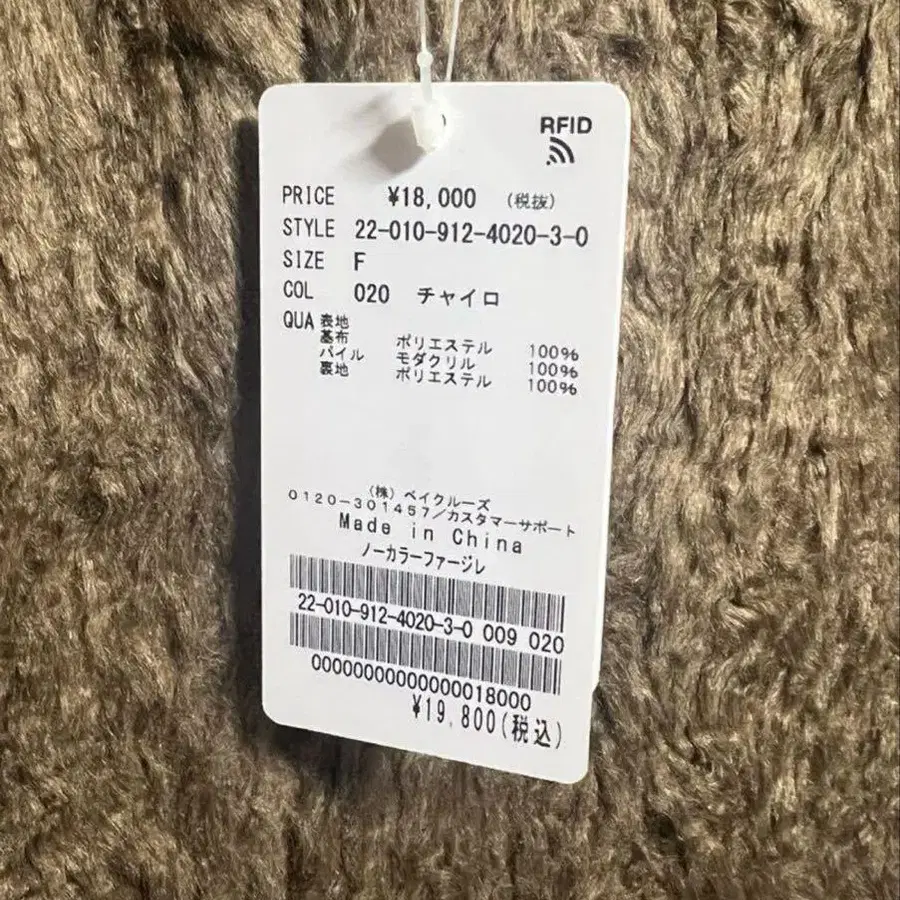 RFID
PRICE ¥18,000 (税抜)
STYLE 22-010-912-4020-3-0
SIZE F
COL 020 チャイロ
QUA 表地
基布 ポリエステル 100%
パイル モダクリル 100%
裏地 ポリエステル 100%
(株) ベイクルーズ
0120-301457/カスタマーサポート
Made in China
ノーカラーファージレ
22-010-912-4020-3-0 009 020
0000000000000018000
¥19,800(税込)